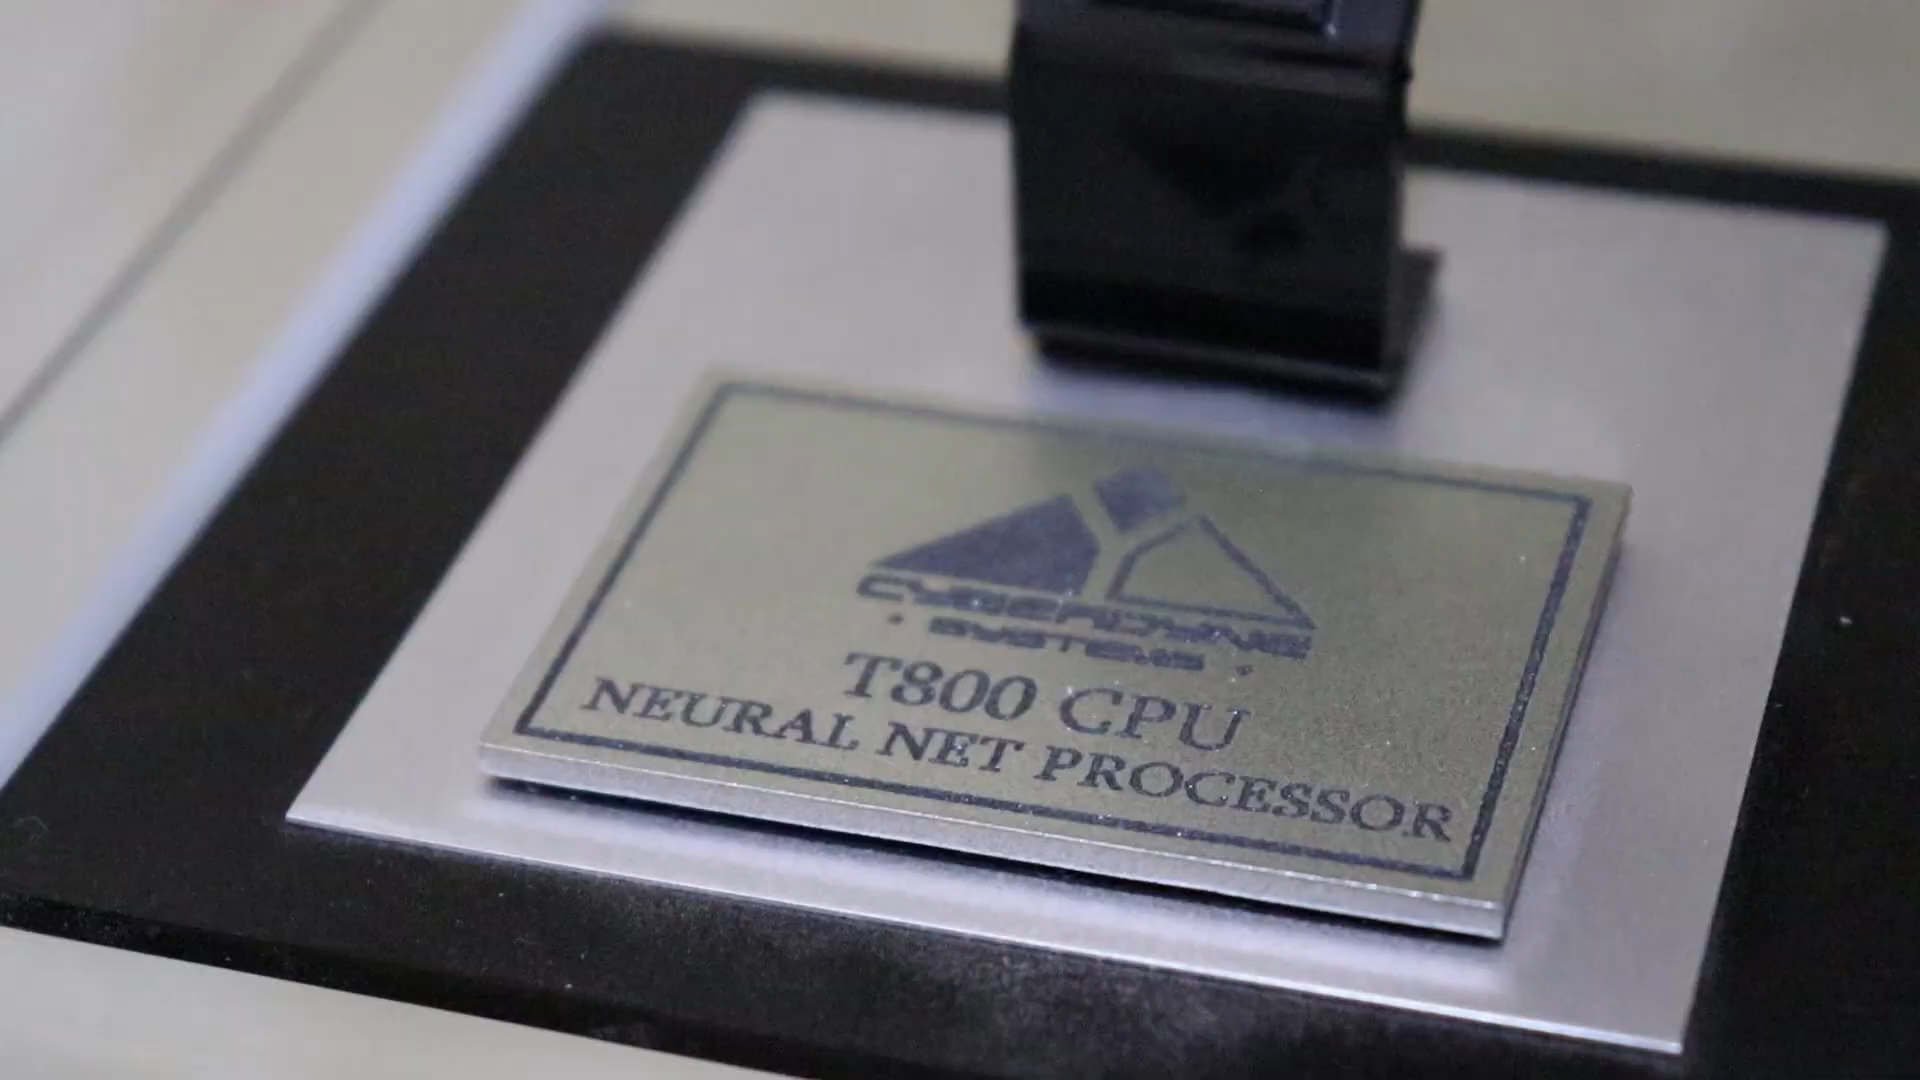 CYBERDYNE
SYSTEMS
T800 CPU
NEURAL NET PROCESSOR